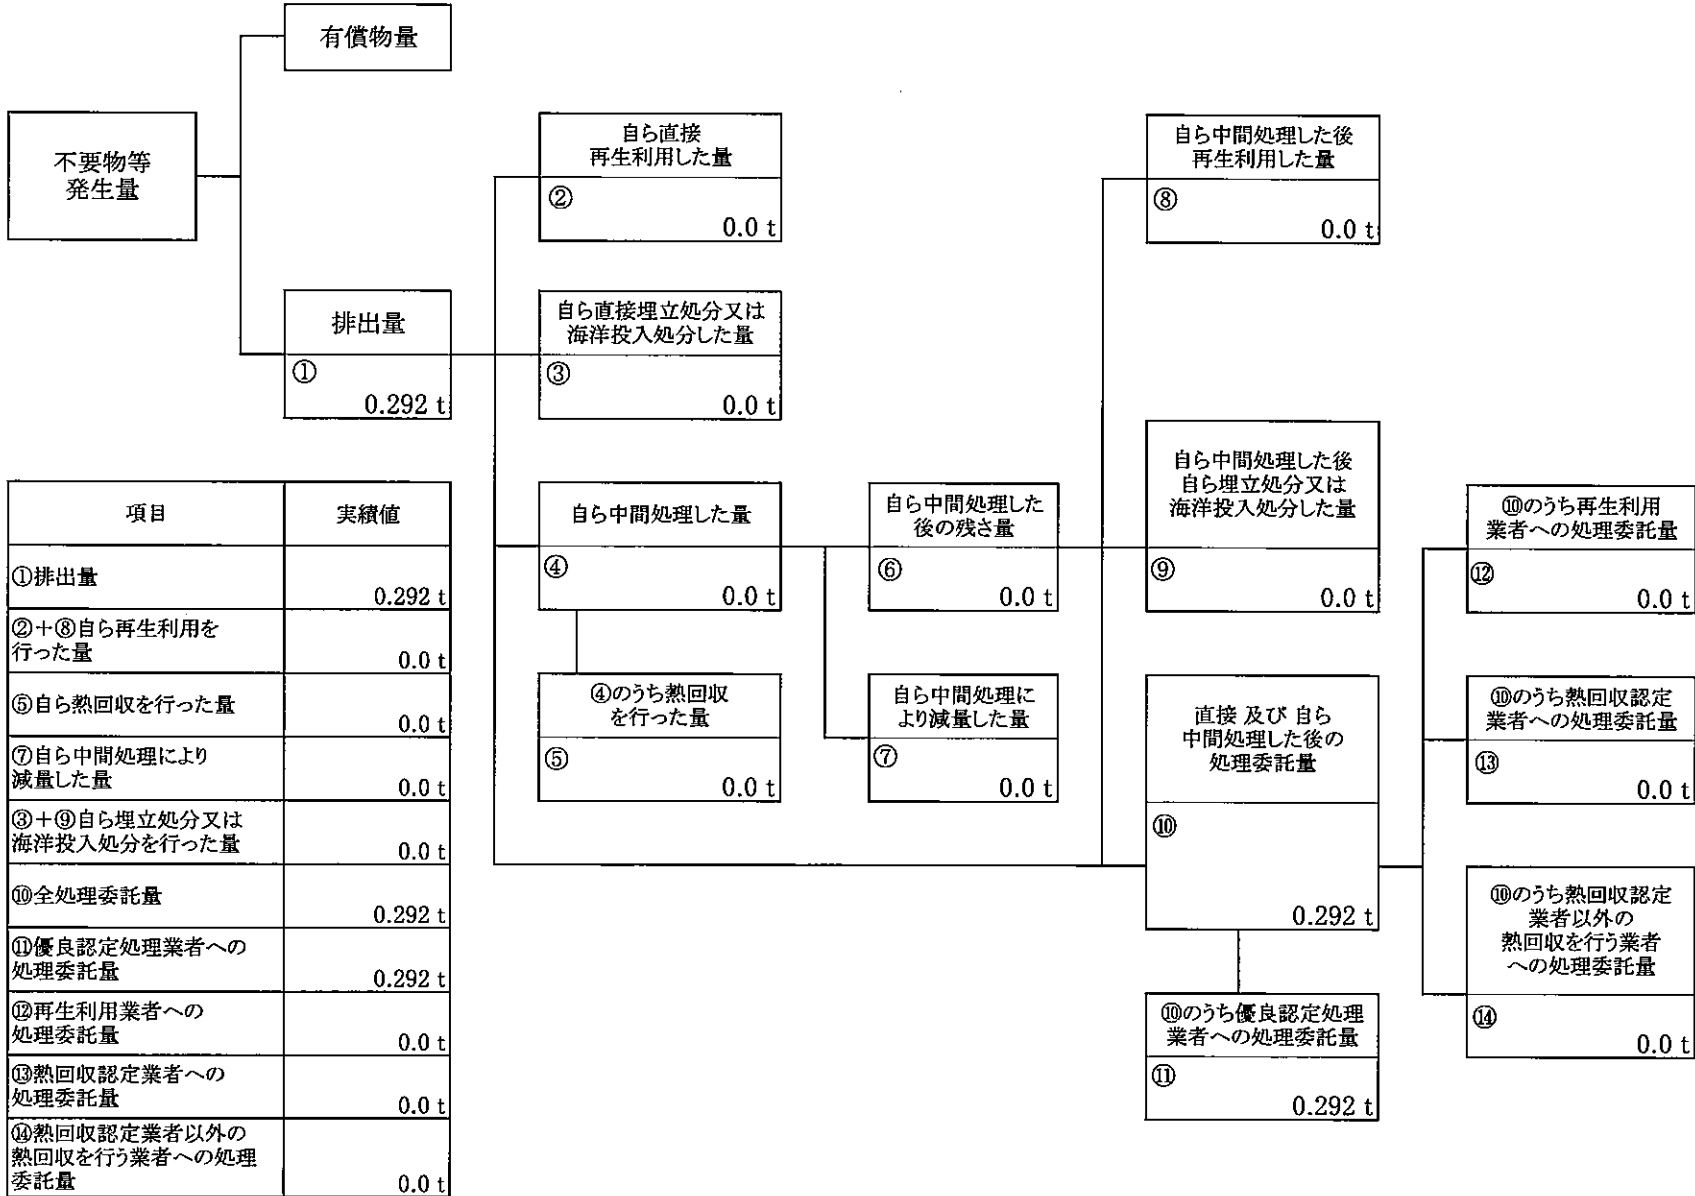 有償物量
不要物等
発生量
排出量
①
0.292 t
自ら直接
再生利用した量
②
0.0 t
自ら直接埋立処分又は
海洋投入処分した量
③
0.0 t
自ら中間処理した量
④
0.0 t
④のうち熱回収
を行った量
⑤
0.0 t
自ら中間処理した
後の残さ量
⑥
0.0 t
自ら中間処理に
より減量した量
⑦
0.0 t
自ら中間処理した後
再生利用した量
⑧
0.0 t
自ら中間処理した後
自ら埋立処分又は
海洋投入処分した量
⑨
0.0 t
直接 及び 自ら
中間処理した後の
処理委託量
⑩
0.292 t
⑩のうち優良認定処理
業者への処理委託量
⑪
0.292 t
⑩のうち再生利用
業者への処理委託量
⑫
0.0 t
⑩のうち熱回収認定
業者への処理委託量
⑬
0.0 t
⑩のうち熱回収認定
業者以外の
熱回収を行う業者
への処理委託量
⑭
0.0 t
項目 実績値
①排出量
0.292 t
②+⑧自ら再生利用を
行った量
0.0 t
⑤自ら熱回収を行った量
0.0 t
⑦自ら中間処理により
減量した量
0.0 t
③+⑨自ら埋立処分又は
海洋投入処分を行った量
0.0 t
⑩全処理委託量
0.292 t
⑪優良認定処理業者への
処理委託量
0.292 t
⑫再生利用業者への
処理委託量
0.0 t
⑬熱回収認定業者への
処理委託量
0.0 t
⑭熱回収認定業者以外の
熱回収を行う業者への処理
委託量
0.0 t